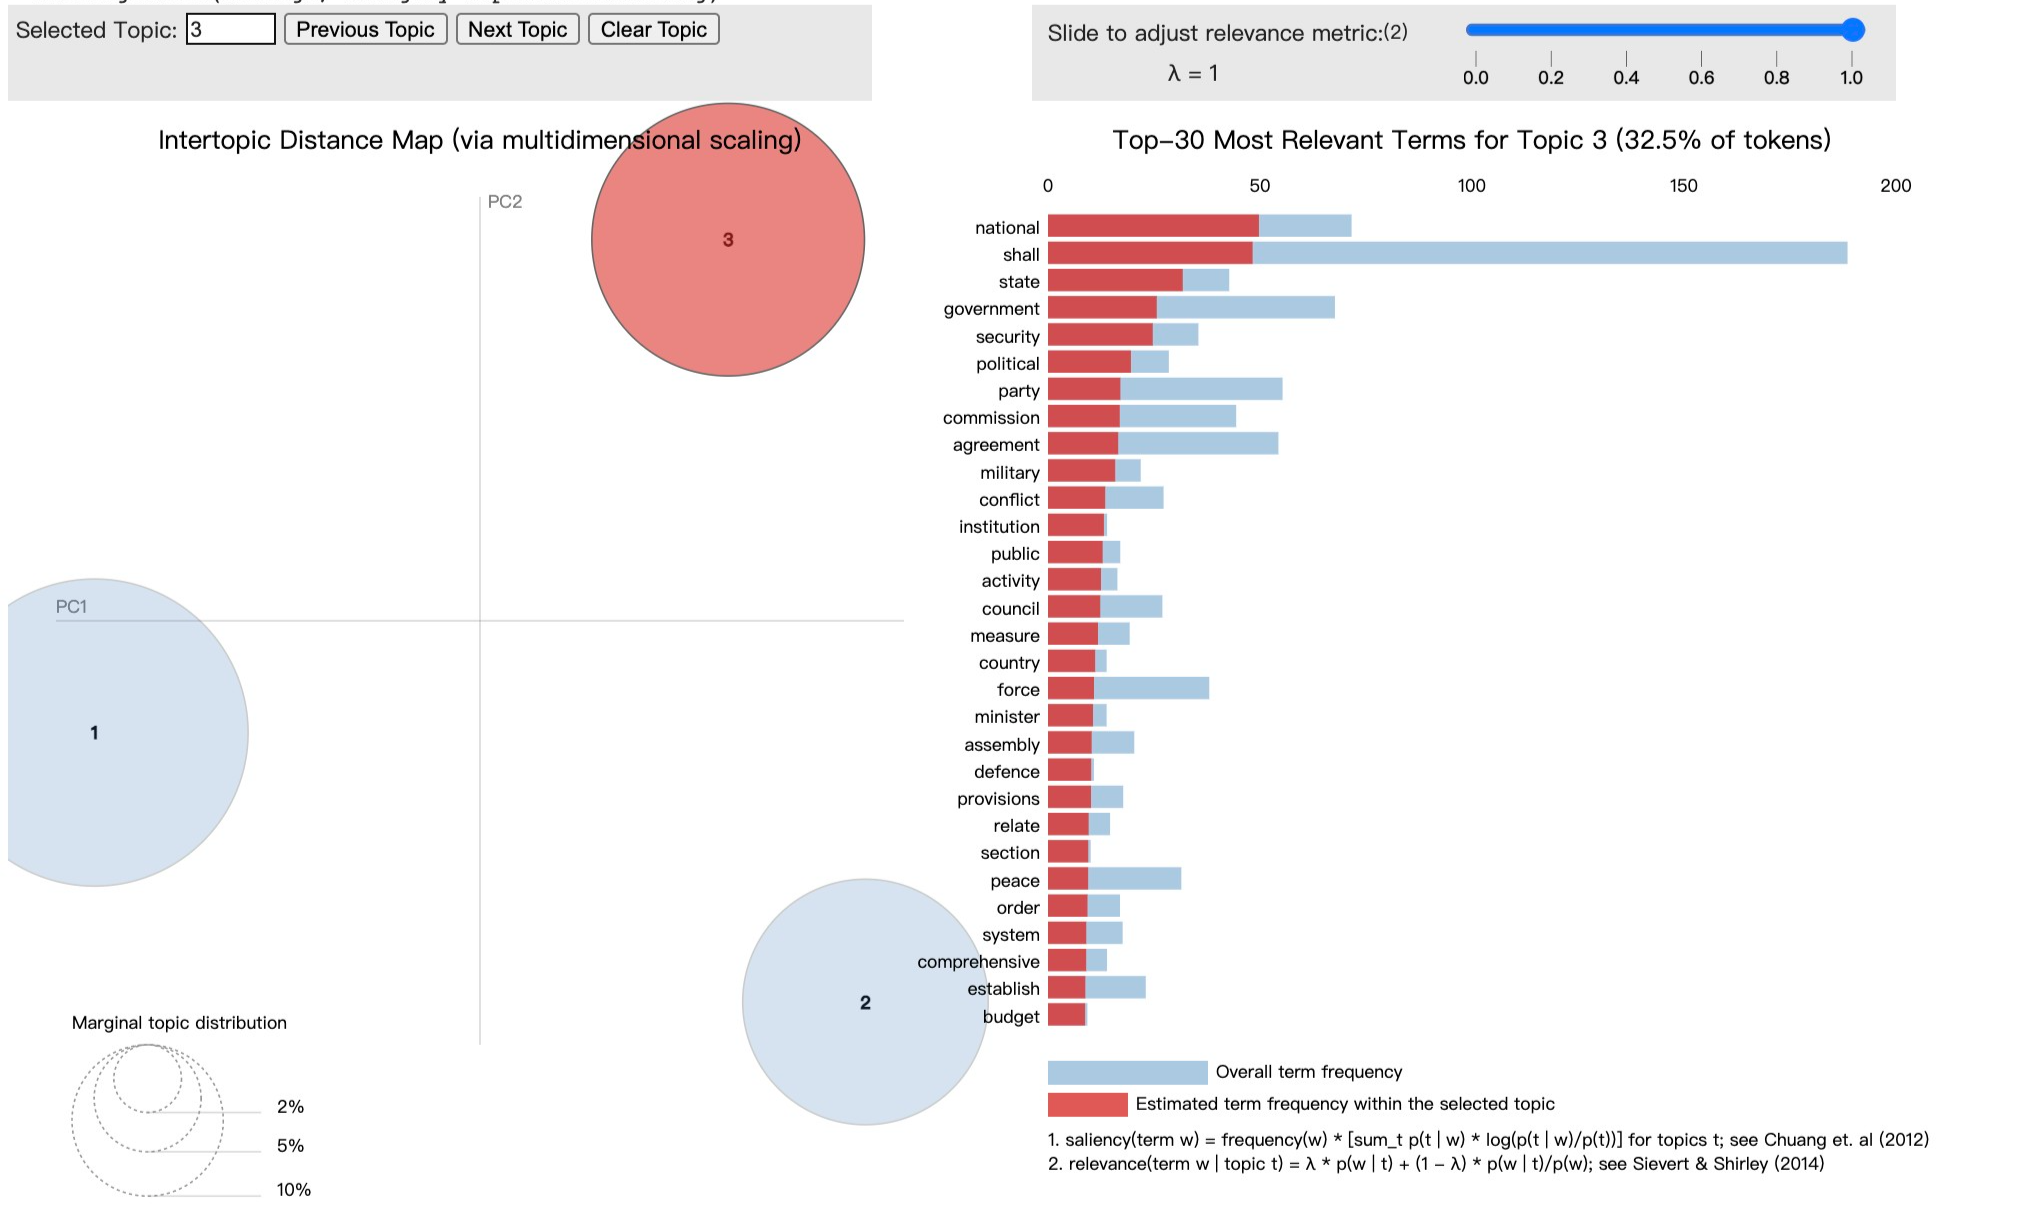 Selected Topic: 3 Previous Topic Next Topic Clear Topic
Slide to adjust relevance metric:(2)
λ = 1
0.0 0.2 0.4 0.6 0.8 1.0
Intertopic Distance Map (via multidimensional scaling)
PC2
PC1
3
1
2
Marginal topic distribution
2%
5%
10%
Top-30 Most Relevant Terms for Topic 3 (32.5% of tokens)
0 50 100 150 200
national
shall
state
government
security
political
party
commission
agreement
military
conflict
institution
public
activity
council
measure
country
force
minister
assembly
defence
provisions
relate
section
peace
order
system
comprehensive
establish
budget
Overall term frequency
Estimated term frequency within the selected topic
1. saliency(term w) = frequency(w) * [sum_t p(t | w) * log(p(t | w)/p(t))] for topics t; see Chuang et. al (2012)
2. relevance(term w | topic t) = λ * p(w | t) + (1 - λ) * p(w | t)/p(w); see Sievert & Shirley (2014)